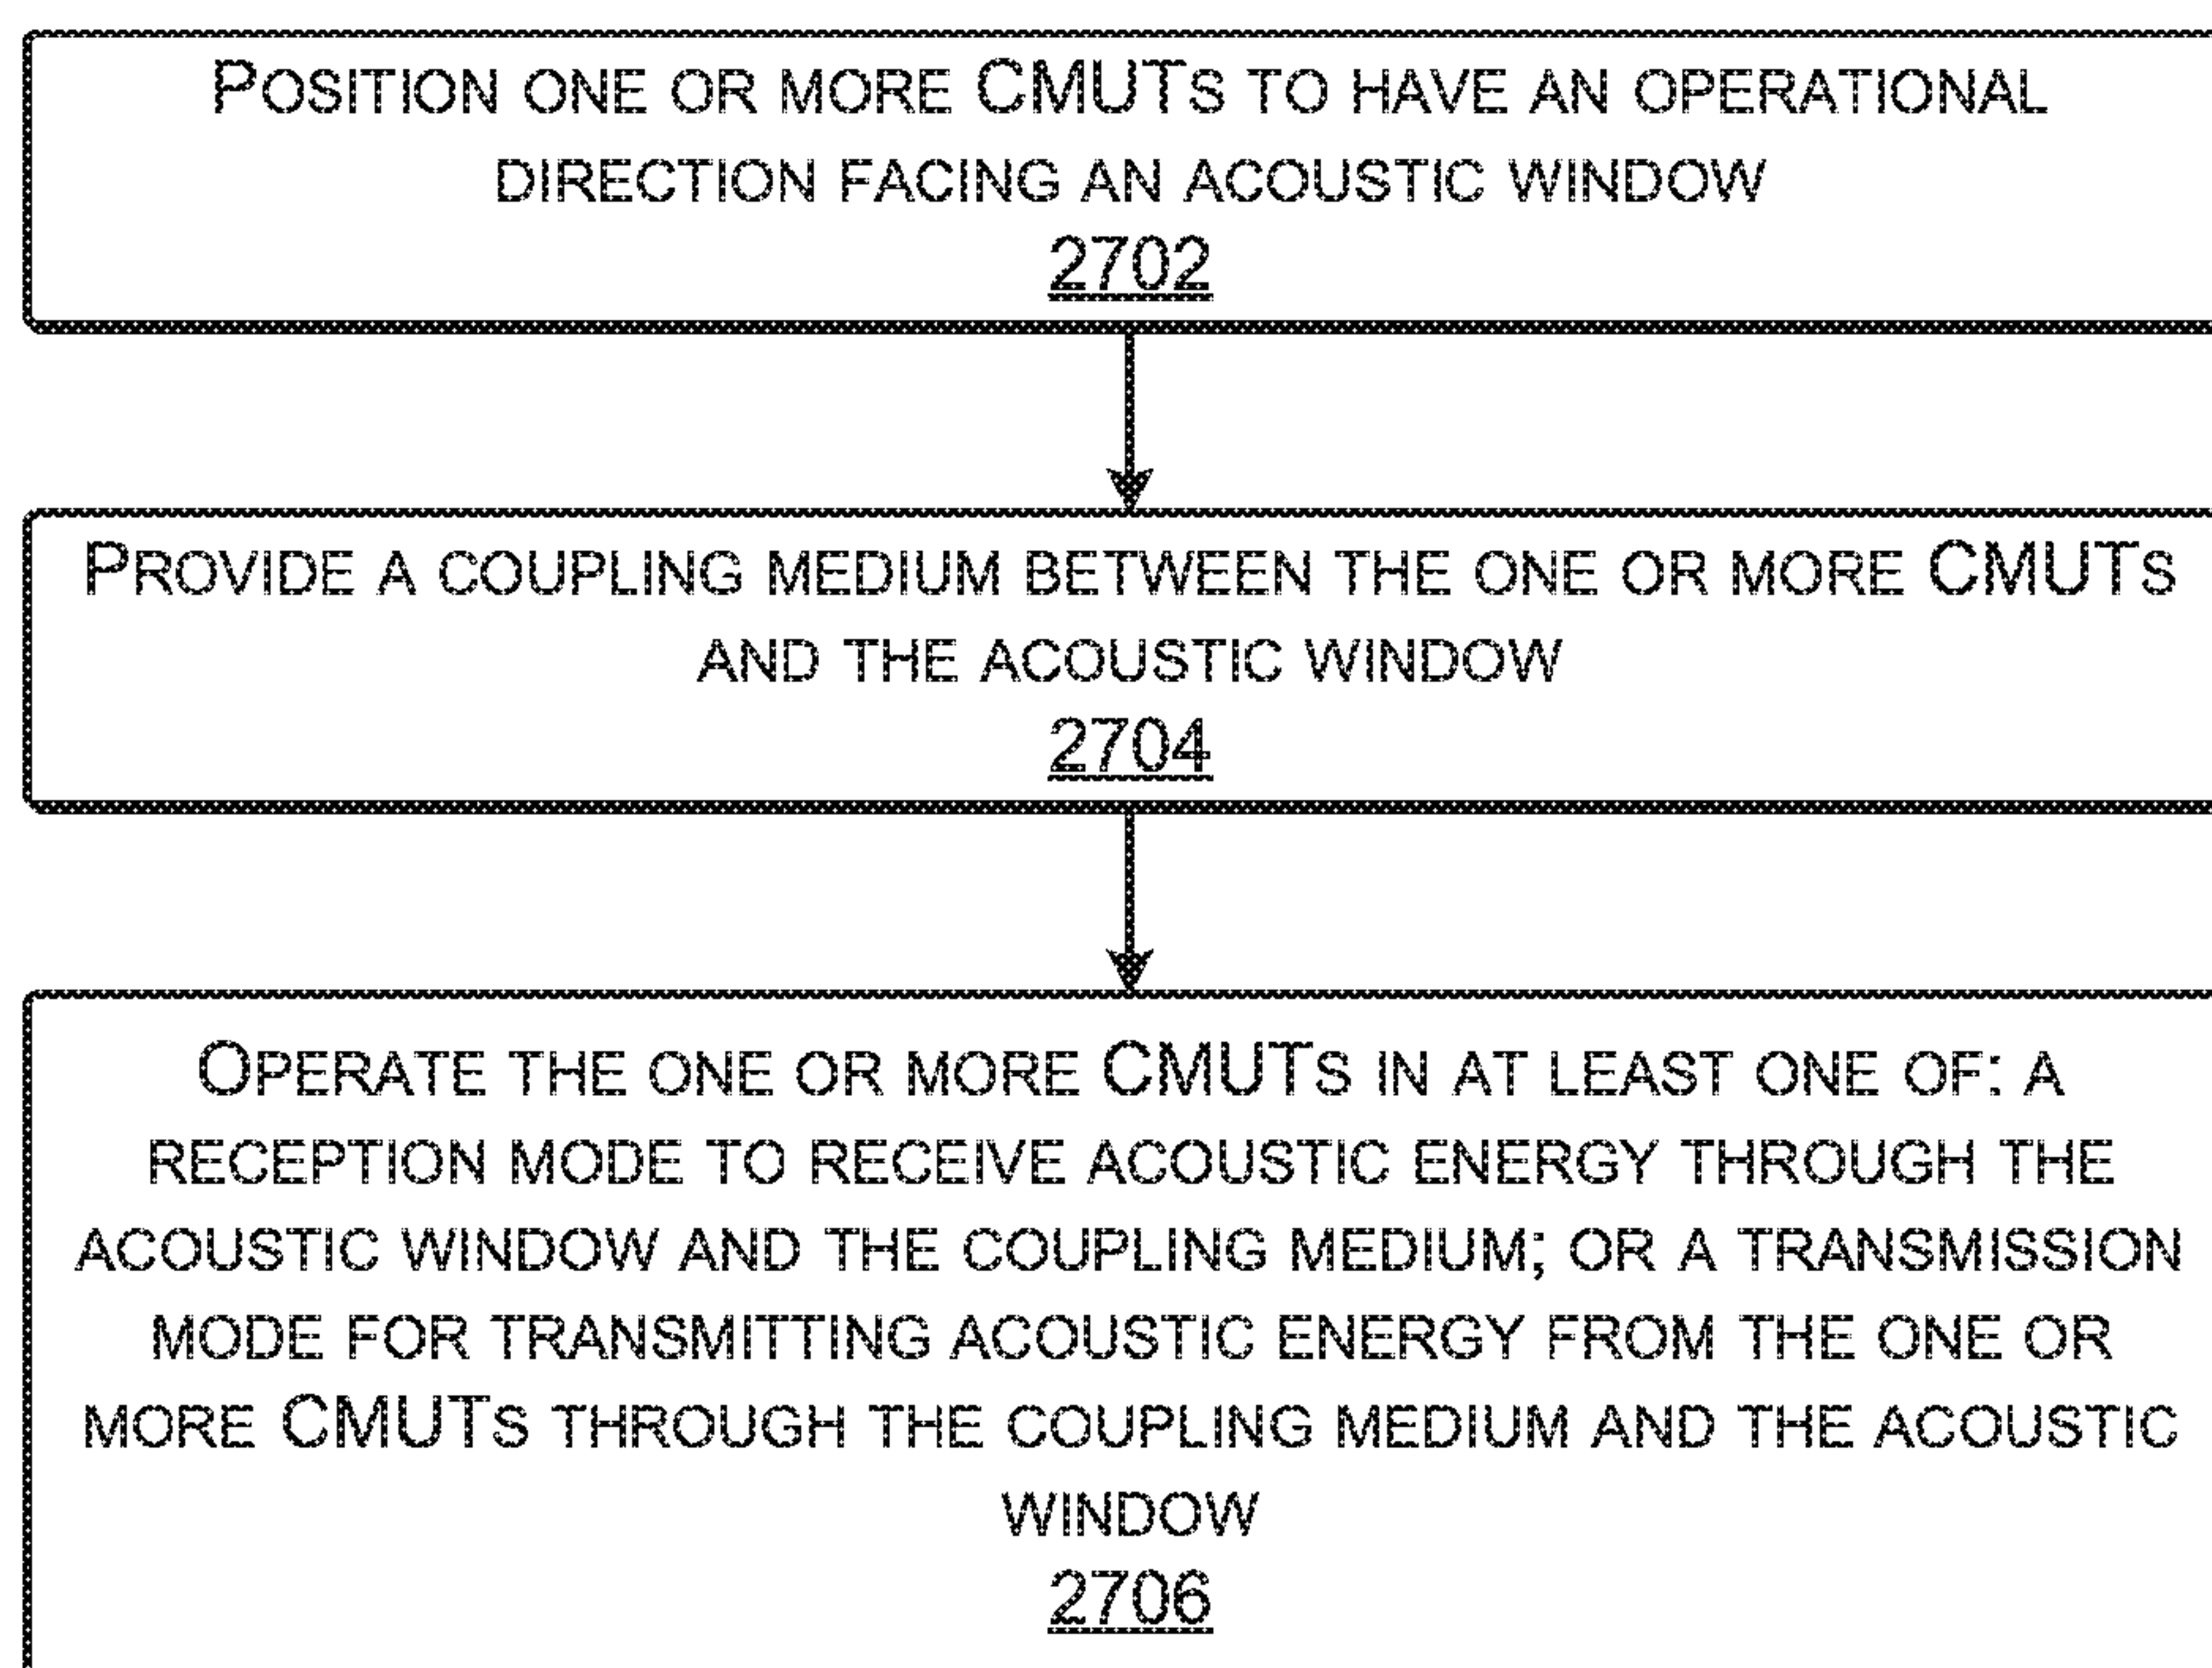 POSITION ONE OR MORE CMUTS TO HAVE AN OPERATIONAL
DIRECTION FACING AN ACOUSTIC WINDOW
2702
PROVIDE A COUPLING MEDIUM BETWEEN THE ONE OR MORE CMUTS
AND THE ACOUSTIC WINDOW
2704
OPERATE THE ONE OR MORE CMUTS IN AT LEAST ONE OF: A
RECEPTION MODE TO RECEIVE ACOUSTIC ENERGY THROUGH THE
ACOUSTIC WINDOW AND THE COUPLING MEDIUM; OR A TRANSMISSION
MODE FOR TRANSMITTING ACOUSTIC ENERGY FROM THE ONE OR
MORE CMUTS THROUGH THE COUPLING MEDIUM AND THE ACOUSTIC
WINDOW
2706